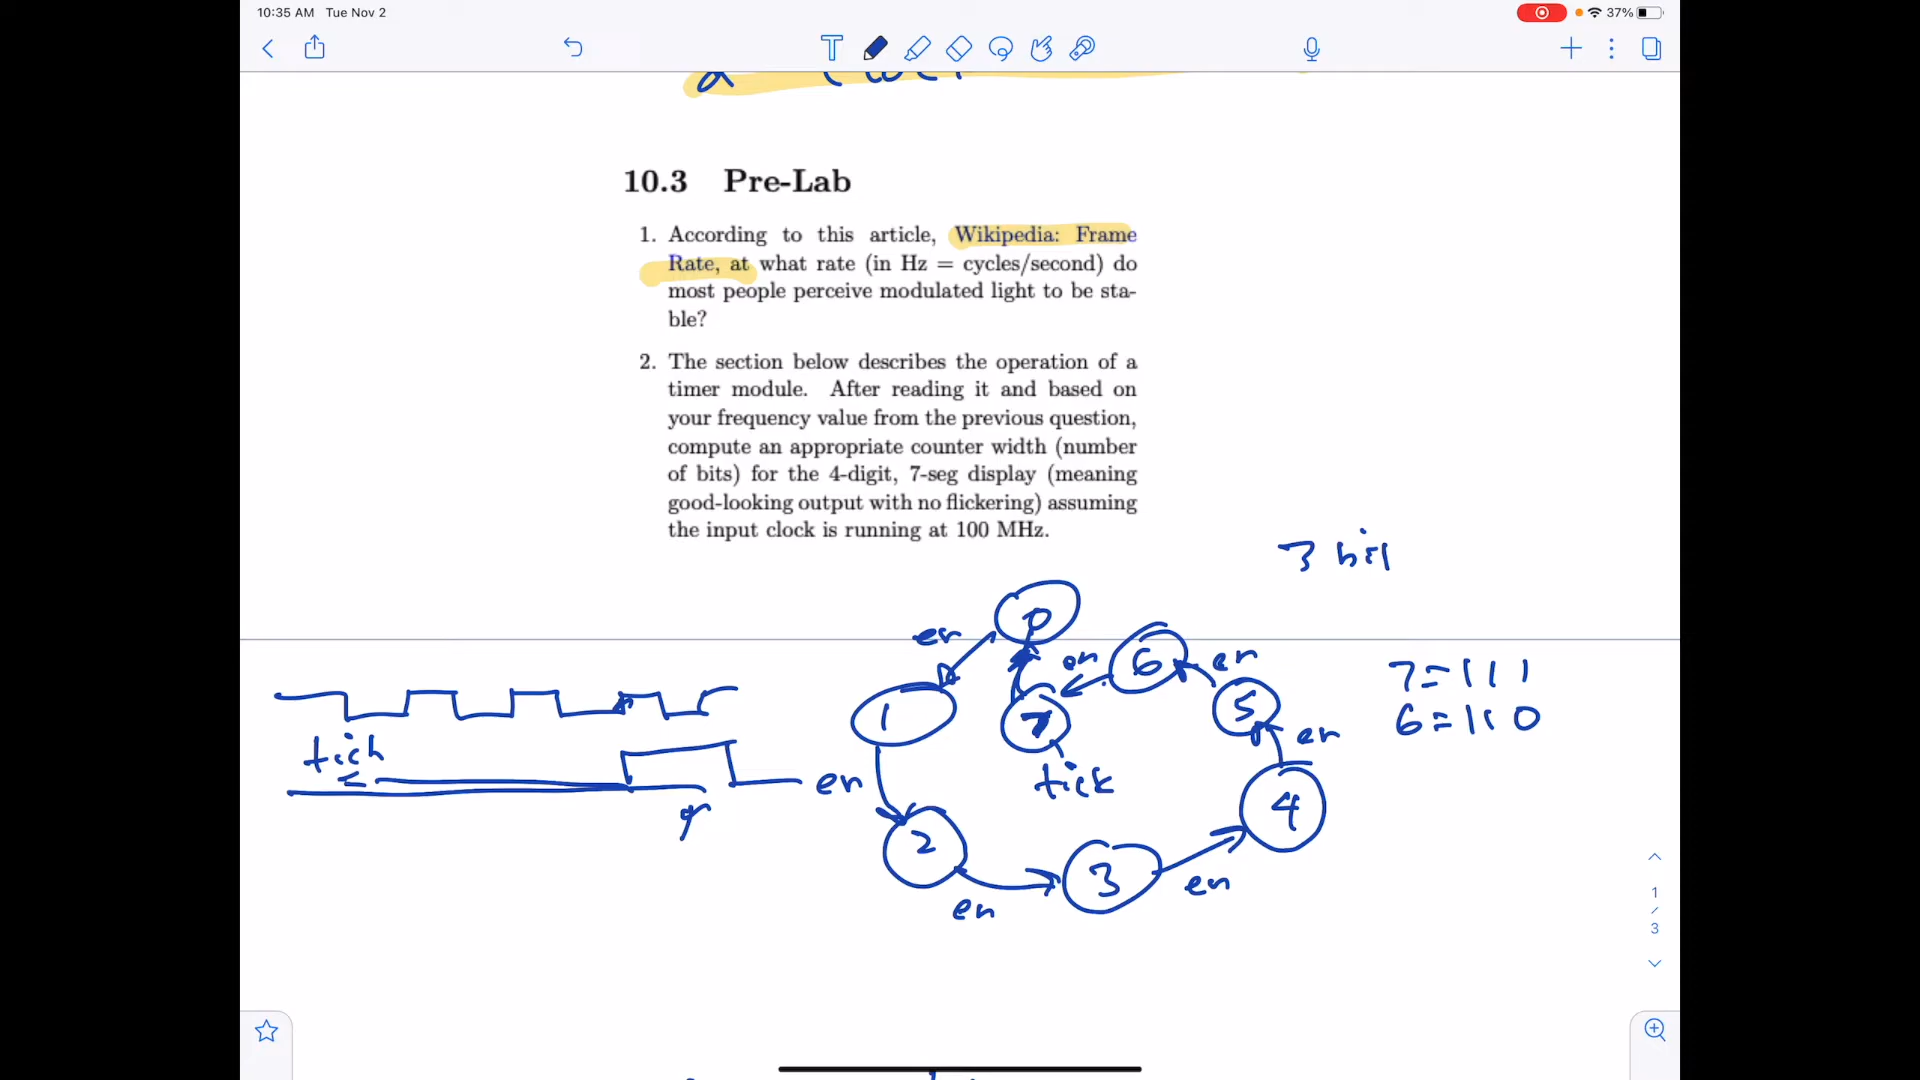 10:35 AM Tue Nov 2
37%
10.3 Pre-Lab
1. According to this article, Wikipedia: Frame
Rate, at what rate (in Hz = cycles/second) do
most people perceive modulated light to be sta-
ble?
2. The section below describes the operation of a
timer module. After reading it and based on
your frequency value from the previous question,
compute an appropriate counter width (number
of bits) for the 4-digit, 7-seg display (meaning
good-looking output with no flickering) assuming
the input clock is running at 100 MHz.
3 bit
0
en
en
6
en
7 = 111
1
7
5
6 = 110
tick
en
en
tick
4
2
3
en
en
1
/
3